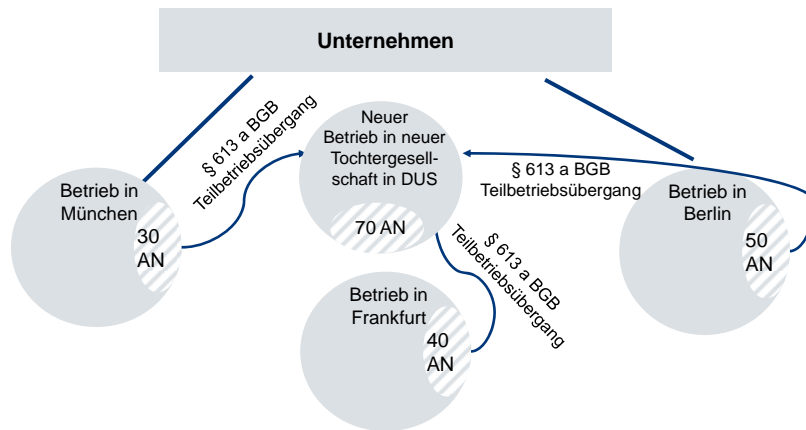 Unternehmen
§ 613 a BGB
Teilbetriebsübergang
Neuer
Betrieb in neuer
Tochtergesell-
schaft in DUS
70 AN
§ 613 a BGB
Teilbetriebsübergang
Betrieb in
München
30
AN
Betrieb in
Berlin
50
AN
§ 613 a BGB
Teilbetriebsübergang
Betrieb in
Frankfurt
40
AN